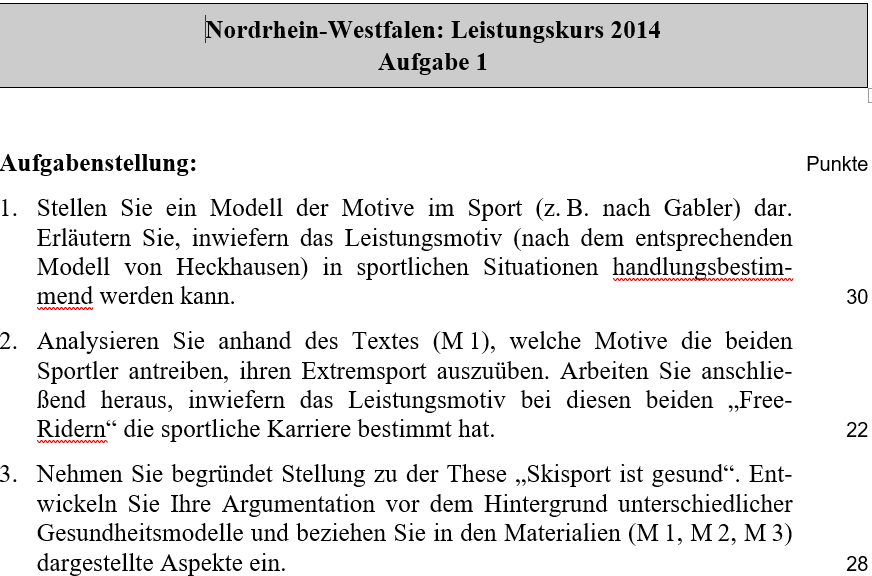 Nordrhein-Westfalen: Leistungskurs 2014
Aufgabe 1
Aufgabenstellung: Punkte
1. Stellen Sie ein Modell der Motive im Sport (z. B. nach Gabler) dar.
Erläutern Sie, inwiefern das Leistungsmotiv (nach dem entsprechenden
Modell von Heckhausen) in sportlichen Situationen handlungsbestim-
mend werden kann. 30
2. Analysieren Sie anhand des Textes (M 1), welche Motive die beiden
Sportler antreiben, ihren Extremsport auszuüben. Arbeiten Sie anschlie-
ßend heraus, inwiefern das Leistungsmotiv bei diesen beiden „Free-
Ridern“ die sportliche Karriere bestimmt hat. 22
3. Nehmen Sie begründet Stellung zu der These „Skisport ist gesund“. Ent-
wickeln Sie Ihre Argumentation vor dem Hintergrund unterschiedlicher
Gesundheitsmodelle und beziehen Sie in den Materialien (M 1, M 2, M 3)
dargestellte Aspekte ein. 28